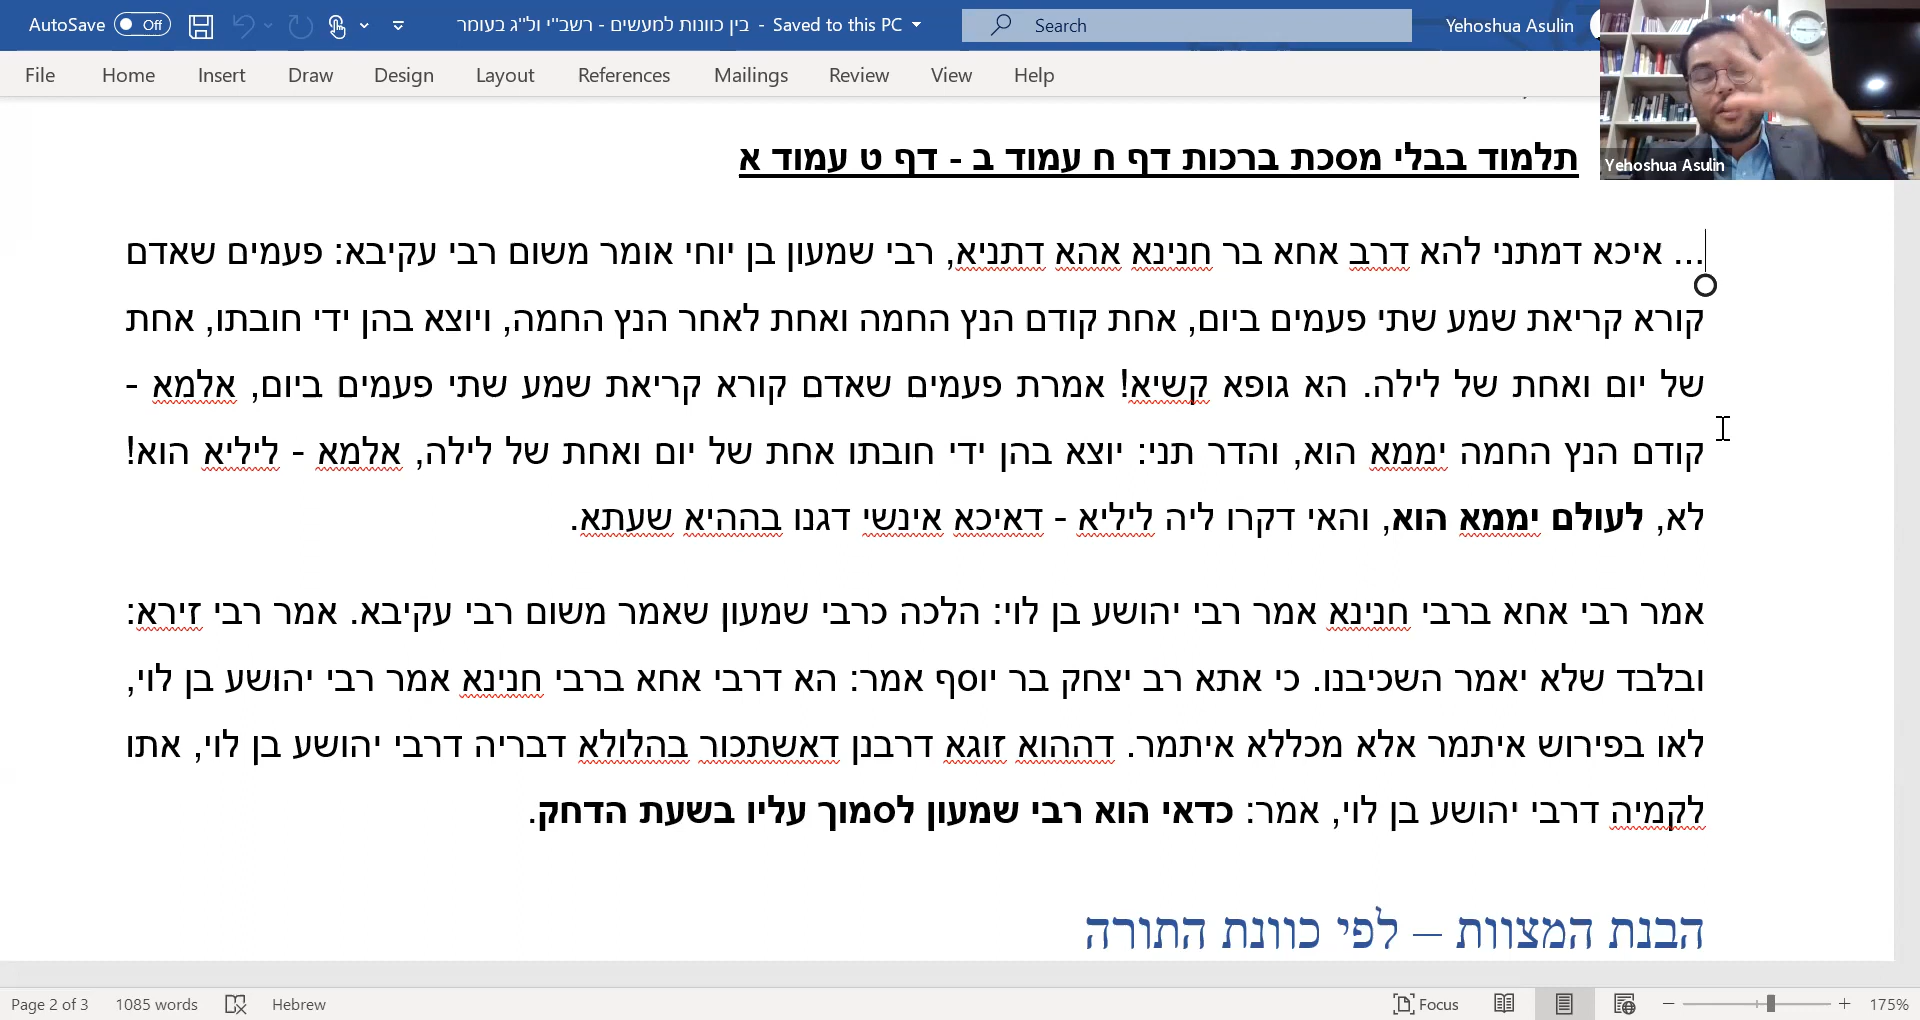 AutoSave Off בין כוונות למעשים - רשב''י ול''ג בעומר - Saved to this PC Search Yehoshua Asulin
File Home Insert Draw Design Layout References Mailings Review View Help
Yehoshua Asulin
תלמוד בבלי מסכת ברכות דף ח עמוד ב - דף ט עמוד א
... איכא דמתני להא דרב אחא בר חנינא אהא דתניא, רבי שמעון בן יוחי אומר משום רבי עקיבא: פעמים שאדם
קורא קריאת שמע שתי פעמים ביום, אחת קודם הנץ החמה ואחת לאחר הנץ החמה, ויוצא בהן ידי חובתו, אחת
של יום ואחת של לילה. הא גופא קשיא! אמרת פעמים שאדם קורא קריאת שמע שתי פעמים ביום, אלמא -
קודם הנץ החמה יממא הוא, והדר תני: יוצא בהן ידי חובתו אחת של יום ואחת של לילה, אלמא - ליליא הוא!
לא, לעולם יממא הוא, והאי דקרו ליה ליליא - דאיכא אינשי דגנו בההיא שעתא.
אמר רבי אחא ברבי חנינא אמר רבי יהושע בן לוי: הלכה כרבי שמעון שאמר משום רבי עקיבא. אמר רבי זירא:
ובלבד שלא יאמר השכיבנו. כי אתא רב יצחק בר יוסף אמר: הא דרבי אחא ברבי חנינא אמר רבי יהושע בן לוי,
לאו בפירוש איתמר אלא מכללא איתמר. דההוא זוגא דרבנן דאשתכור בהלולא דבריה דרבי יהושע בן לוי, אתו
לקמיה דרבי יהושע בן לוי, אמר: כדאי הוא רבי שמעון לסמוך עליו בשעת הדחק.
הבנת המצוות – לפי כוונת התורה
Page 2 of 3 1085 words Hebrew Focus 175%